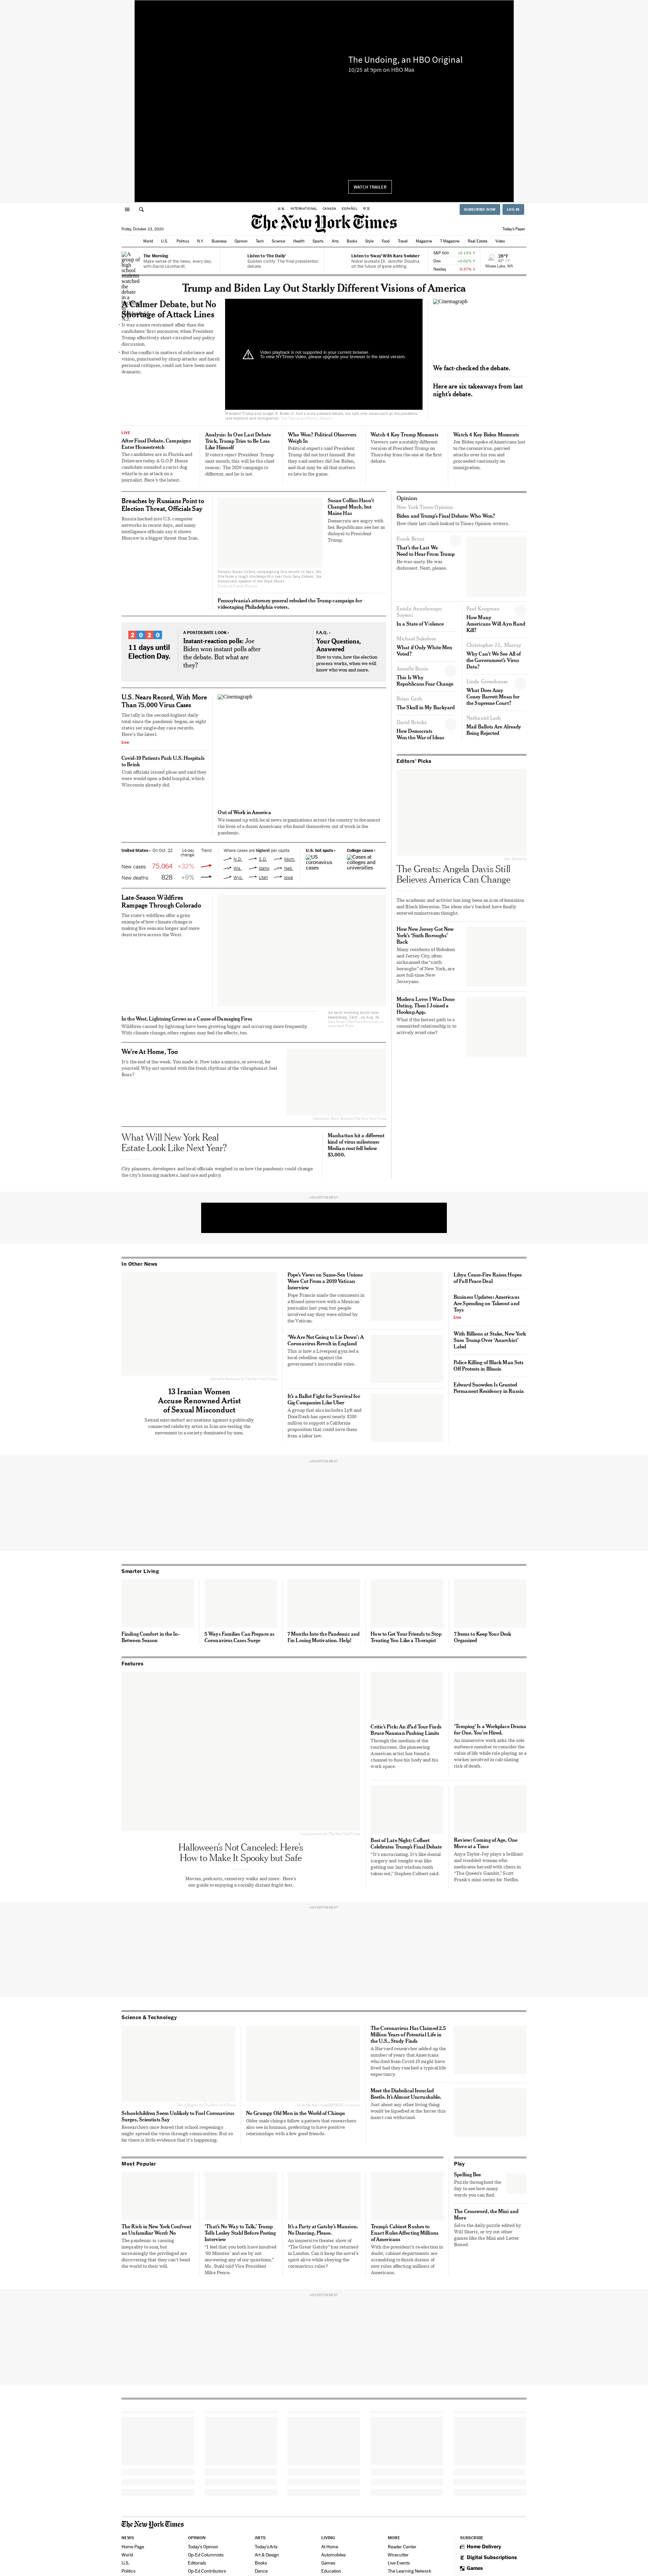 The Undoing, an HBO Original
10/25 at 9pm on HBO Max
WATCH TRAILER
U.S.
INTERNATIONAL
CANADA
ESPAÑOL
中文
SUBSCRIBE NOW
LOG IN
The New York Times
Friday, October 23, 2020
Today's Paper
World
U.S.
Politics
N.Y.
Business
Opinion
Tech
Science
Health
Sports
Arts
Books
Style
Food
Travel
Magazine
T Magazine
Real Estate
Video
The Morning
Make sense of the news, every day, with David Leonhardt.
Listen to 'The Daily'
Listen to 'Sway' With Kara Swisher
Nobel laureate Dr. Jennifer Doudna on the future of gene editing.
S&P 500
Dow
Nasdaq
Trump and Biden Lay Out Starkly Different Visions of America
A Calmer Debate, but No
Shortage of Attack Lines
It was a more restrained affair than the
candidates' first encounter, when President
Trump effectively short-circuited any policy
discussion.
But the conflict in matters of substance and
vision, punctuated by sharp attacks and harsh
personal critiques, could not have been more
dramatic.
Video playback is not supported in your current browser.
To view NYTimes Video, please upgrade your browser to the latest version.
Cinemagraph
We fact-checked the debate.
Here are six takeaways from last
night's debate.
LIVE
After Final Debate, Campaigns
Enter Homestretch
The candidates are in Florida and
Delaware today. A G.O.P. House
candidate sounded a racist dog
whistle in an attack on a
journalist. Here's the latest.
Analysis: In One Last Debate
Trick, Trump Tries to Be Less
Like Himself
If voters reject President Trump
next month, this will be the chief
reason: The 2020 campaign is
different, and he is not.
Who Won? Political Observers
Weigh In
Political experts said President
Trump did not hurt himself. But
they said neither did Joe Biden,
and that may be all that matters
so late in the game.
Watch 4 Key Trump Moments
Viewers saw a notably different
version of President Trump on
Thursday from the one at the first
debate.
Watch 4 Key Biden Moments
Joe Biden spoke of Americans lost
to the coronavirus, parried
attacks over his son and
proceeded cautiously on
immigration.
Breaches by Russians Point to
Election Threat, Officials Say
Russia hacked into U.S. computer
networks in recent days, and many
intelligence officials say it shows
Moscow is a bigger threat than Iran.
Susan Collins Hasn't
Changed Much, but
Maine Has
Democrats are angry with
her. Republicans see her as
disloyal to President
Trump.
Pennsylvania's attorney general rebuked the Trump campaign for
videotaping Philadelphia voters.
2020
11 days until
Election Day.
A POSTDEBATE LOOK ›
Instant-reaction polls: Joe
Biden won instant polls after
the debate. But what are
they?
F.A.Q. ›
Your Questions,
Answered
How to vote, how the election
process works, when we will
know who won and more.
U.S. Nears Record, With More
Than 75,000 Virus Cases
The tally is the second-highest daily
total since the pandemic began, as eight
states set single-day case records.
Here's the latest.
Live
Covid-19 Patients Push U.S. Hospitals
to Brink
Utah officials issued pleas and said they
were would open a field hospital, which
Wisconsin already did.
Cinemagraph
Out of Work in America
We teamed up with local news organizations across the country to document
the lives of a dozen Americans who found themselves out of work due to the
pandemic.
United States › On Oct. 22
14-day
change
Trend
New cases 75,064 +32%
New deaths 828 +9%
Where cases are highest per capita
N.D.
S.D.
Mont.
Wis.
Idaho
Neb.
Wyo.
Utah
Iowa
U.S. hot spots ›
US coronavirus cases
College cases ›
Cases at colleges and universities
Late-Season Wildfires
Rampage Through Colorado
The state's wildfires offer a grim
example of how climate change is
making fire seasons longer and more
destructive across the West.
In the West, Lightning Grows as a Cause of Damaging Fires
Wildfires caused by lightning have been growing bigger and occurring more frequently.
With climate change, other regions may feel the effects, too.
We're At Home, Too
It's the end of the week. You made it. Now take a minute, or several, for
yourself. Why not unwind with the fresh rhythms of the vibraphonist Joel
Ross?
What Will New York Real
Estate Look Like Next Year?
City planners, developers and local officials weighed in on how the pandemic could change
the city's housing markets, land use and policy.
Manhattan hit a different
kind of virus milestone:
Median rent fell below
$3,000.
Opinion
New York Times Opinion
Biden and Trump's Final Debate: Who Won?
Here their last clash looked to Times Opinion writers.
Frank Bruni
That's the Last We
Need to Hear From Trump
He was nasty. He was
dishonest. Next, please.
In a State of Violence
Michael Sokolove
What if Only White Men
Voted?
Jamelle Bouie
This Is Why
Republicans Fear Change
The Skull in My Backyard
David Brooks
How Democrats
Won the War of Ideas
Paul Krugman
How Many
Americans Will Ayn Rand
Kill?
Why Can't We See All of
the Government's Virus
Data?
Linda Greenhouse
What Does Amy
Coney Barrett Mean for
the Supreme Court?
Mail Ballots Are Already
Being Rejected
Editors' Picks
The Greats: Angela Davis Still
Believes America Can Change
The academic and activist has long been an icon of feminism
and Black liberation. The ideas she's backed have finally
entered mainstream thought.
How New Jersey Got New
York's 'Sixth Boroughs'
Back
Many residents of Hoboken
and Jersey City, often
nicknamed the "sixth
boroughs" of New York, are
now full-time New
Jerseyans.
Modern Love: I Was Done
Dating. Then I Joined a
Hookup App.
What if the fastest path to a
committed relationship is to
actively avoid one?
ADVERTISEMENT
In Other News
13 Iranian Women
Accuse Renowned Artist
of Sexual Misconduct
Sexual misconduct accusations against a politically
connected celebrity artist in Iran are testing the
movement in a society dominated by men.
Pope's Views on Same-Sex Unions
Were Cut From a 2019 Vatican
Interview
Pope Francis made the comments in
a filmed interview with a Mexican
journalist last year, but people
involved say they were edited by
the Vatican.
'We Are Not Going to Lie Down': A
Coronavirus Revolt in England
This is how a Liverpool gym led a
local rebellion against the
government's inscrutable rules.
It's a Ballot Fight for Survival for
Gig Companies Like Uber
A group that also includes Lyft and
DoorDash has spent nearly $200
million to support a California
proposition that could save them
from a labor law.
Libya Cease-Fire Raises Hopes
of Full Peace Deal
Business Updates: Americans
Are Spending on Takeout and
Toys
Live
With Billions at Stake, New York
Sues Trump Over 'Anarchist'
Label
Police Killing of Black Man Sets
Off Protests in Illinois
Edward Snowden Is Granted
Permanent Residency in Russia
ADVERTISEMENT
Smarter Living
Finding Comfort in the In-
Between Season
5 Ways Families Can Prepare as
Coronavirus Cases Surge
7 Months Into the Pandemic and
I'm Losing Motivation. Help!
How to Get Your Friends to Stop
Treating You Like a Therapist
7 Items to Keep Your Desk
Organized
Features
Halloween's Not Canceled: Here's
How to Make It Spooky but Safe
Movies, podcasts, cemetery walks and more: Here's
our guide to enjoying a socially distant fright fest.
Critic's Pick: An iPad Tour Finds
Bruce Nauman Pushing Limits
Through the medium of the
touchscreen, the pioneering
American artist has found a
channel to fuse his body and his
work space.
'Temping' Is a Workplace Drama
for One. You're Hired.
An immersive work asks the sole
audience member to consider the
value of life while role playing as a
worker involved in calculating
risk of death.
Best of Late Night: Colbert
Celebrates Trump's Final Debate
"It's excruciating. It's like dental
surgery and tonight was like
getting our last wisdom tooth
taken out," Stephen Colbert said.
Review: Coming of Age, One
Move at a Time
Anya Taylor-Joy plays a brilliant
and troubled woman who
medicates herself with chess in
"The Queen's Gambit," Scott
Frank's mini-series for Netflix.
ADVERTISEMENT
Science & Technology
Schoolchildren Seem Unlikely to Fuel Coronavirus
Surges, Scientists Say
Researchers once feared that school reopenings
might spread the virus through communities. But so
far there is little evidence that it's happening.
No Grumpy Old Men in the World of Chimps
Older male chimps follow a pattern that researchers
also see in humans, preferring to have positive
relationships with a few good friends.
The Coronavirus Has Claimed 2.5
Million Years of Potential Life in
the U.S., Study Finds
A Harvard researcher added up the
number of years that Americans
who died from Covid-19 might have
lived had they reached a typical life
expectancy.
Meet the Diabolical Ironclad
Beetle. It's Almost Uncrushable.
Just about any other living thing
would be imperiled at the forces this
insect can withstand.
Most Popular
The Rich in New York Confront
an Unfamiliar Word: No
The pandemic is causing
inequality to soar, but
increasingly the privileged are
discovering that they can't bend
the world to their will.
'That's No Way to Talk,' Trump
Tells Lesley Stahl Before Posting
Interview
"I feel that you both have insulted
'60 Minutes' and me by not
answering any of our questions,"
Ms. Stahl told Vice President
Mike Pence.
It's a Party at Gatsby's Mansion.
No Dancing, Please.
An immersive theater show of
"The Great Gatsby" has returned
in London. Can it keep the novel's
spirit alive while obeying the
coronavirus rules?
Trump's Cabinet Rushes to
Enact Rules Affecting Millions
of Americans
With the president's re-election in
doubt, cabinet departments are
scrambling to finish dozens of
new rules affecting millions of
Americans.
Play
Spelling Bee
Puzzle throughout the
day to see how many
words you can find.
The Crossword, the Mini and
More
Solve the daily puzzle edited by
Will Shortz, or try out other
games like the Mini and Letter
Boxed.
ADVERTISEMENT
The New York Times
NEWS
Home Page
World
U.S.
Politics
OPINION
Today's Opinion
Op-Ed Columnists
Editorials
Op-Ed Contributors
ARTS
Today's Arts
Art & Design
Books
Dance
LIVING
At Home
Automobiles
Games
Education
MORE
Reader Center
Wirecutter
Live Events
The Learning Network
SUBSCRIBE
Home Delivery
Digital Subscriptions
Games